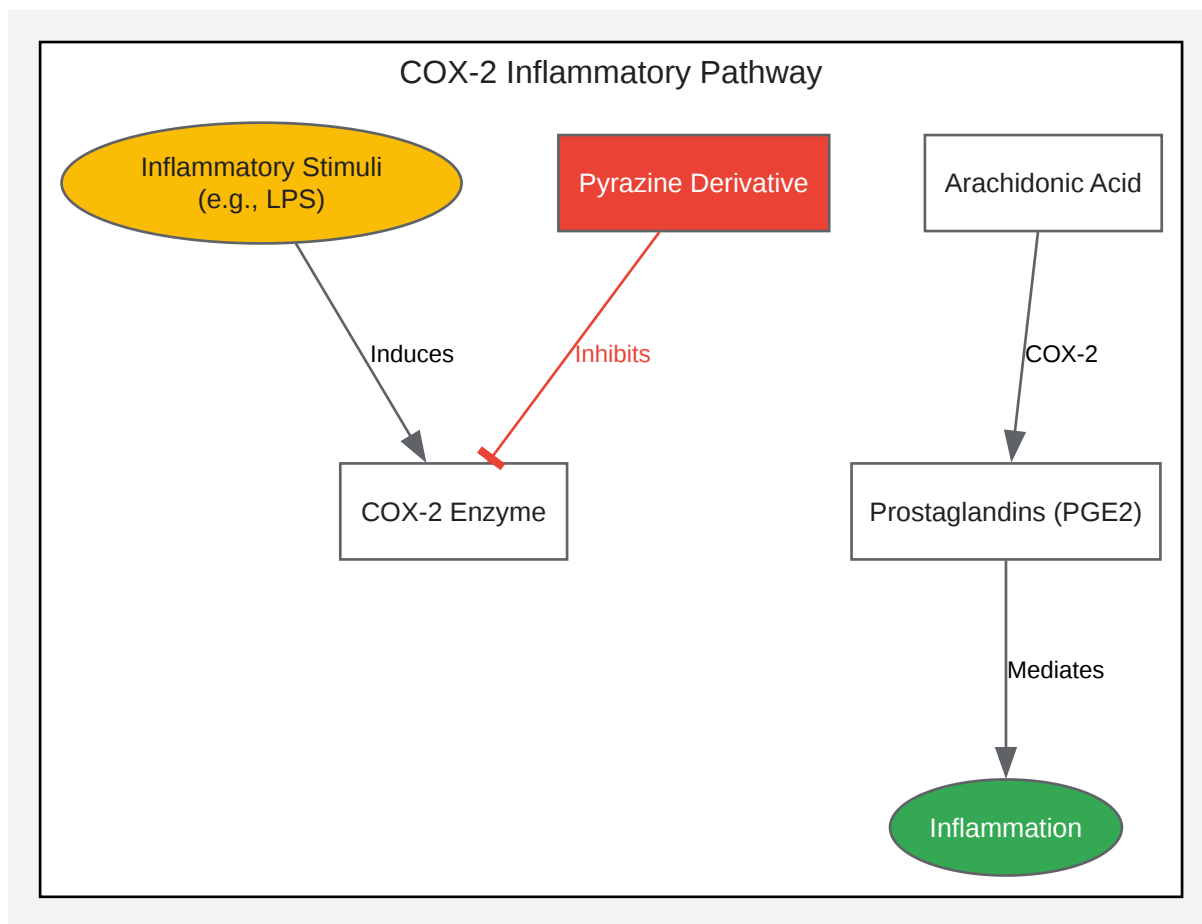 COX-2 Inflammatory Pathway
Inflammatory Stimuli
(e.g., LPS)
Pyrazine Derivative
Arachidonic Acid
Induces
Inhibits
COX-2
COX-2 Enzyme
Prostaglandins (PGE2)
Mediates
Inflammation